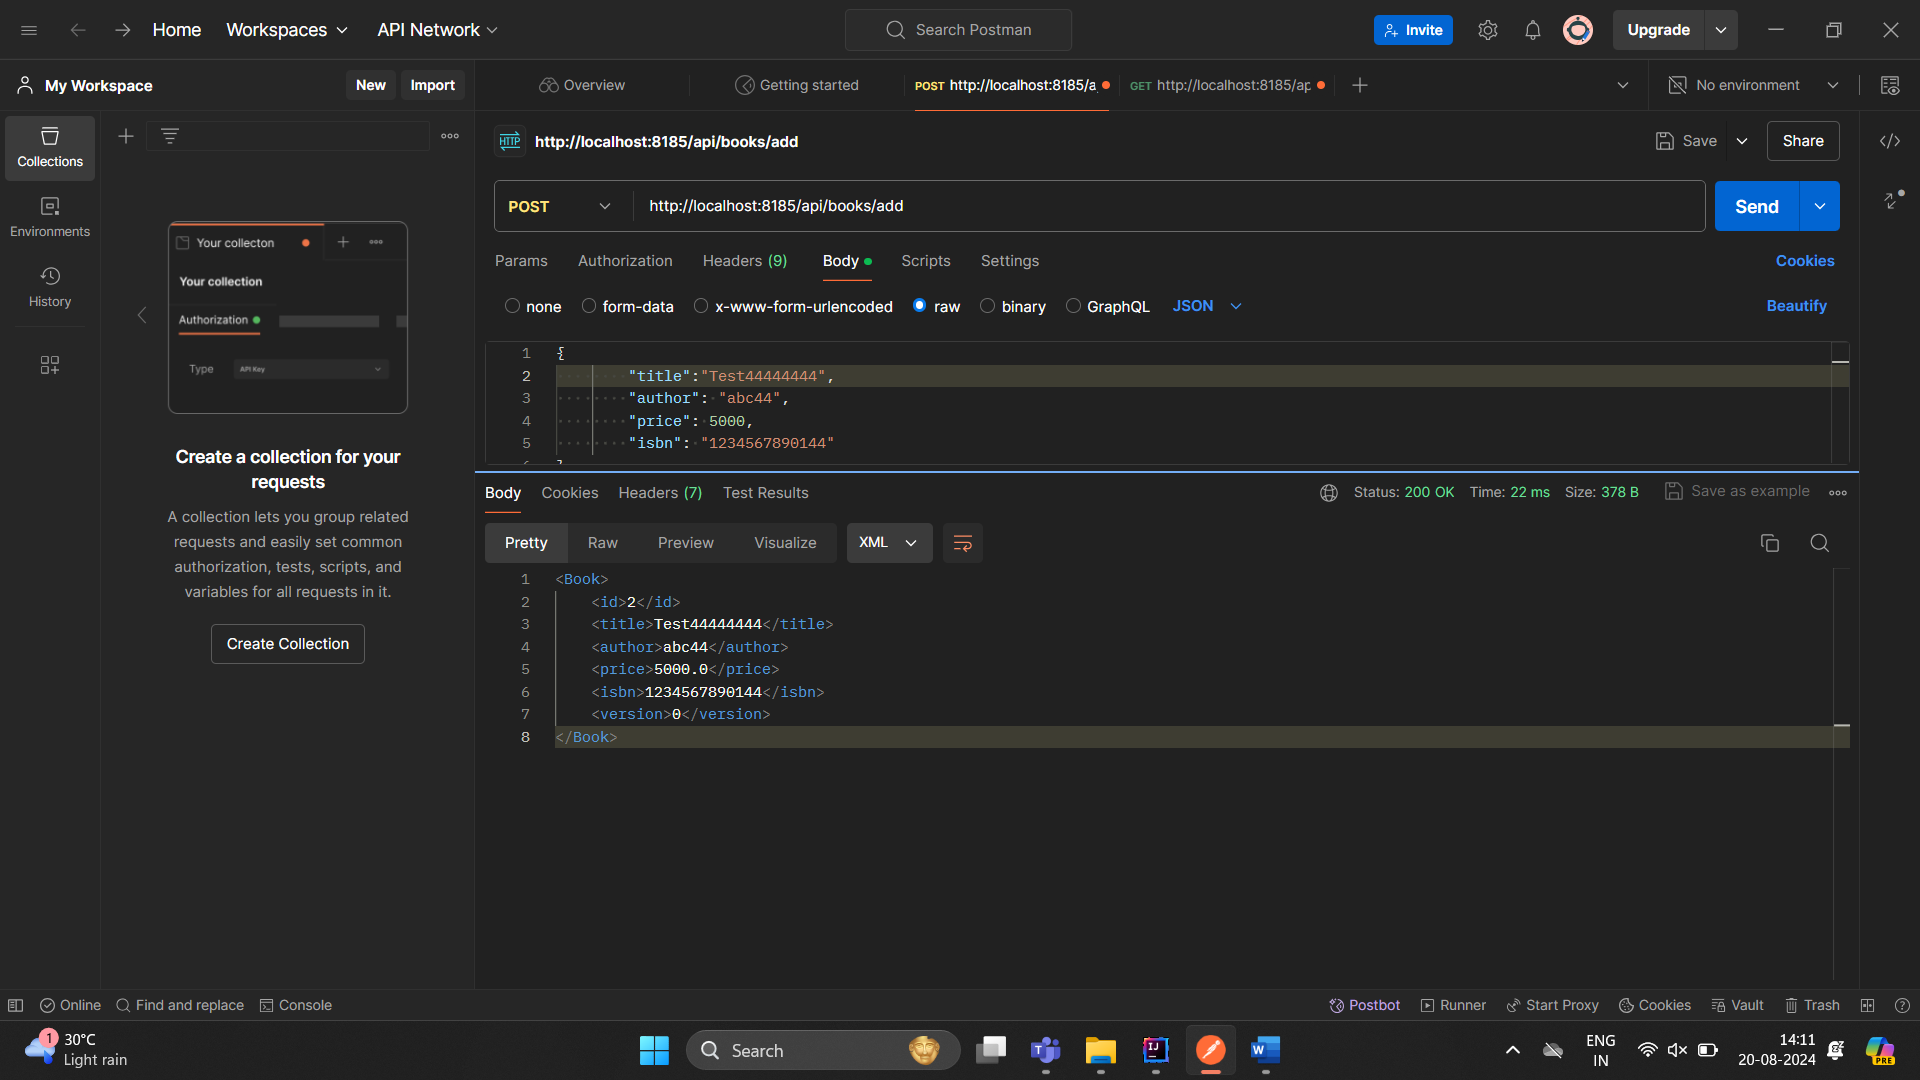 Home Workspaces API Network Search Postman Invite Upgrade
My Workspace New Import Overview Getting started POST http://localhost:8185/a GET http://localhost:8185/ap No environment
Collections
Environments
History
Your collecton
Your collection
Authorization
Type API Key
Create a collection for your
requests
A collection lets you group related
requests and easily set common
authorization, tests, scripts, and
variables for all requests in it.
Create Collection
HTTP http://localhost:8185/api/books/add Save Share
POST http://localhost:8185/api/books/add Send
Params Authorization Headers (9) Body Scripts Settings Cookies
none form-data x-www-form-urlencoded raw binary GraphQL JSON Beautify
1 {
2 "title":"Test44444444",
3 "author": "abc44",
4 "price": 5000,
5 "isbn": "1234567890144"
Body Cookies Headers (7) Test Results Status: 200 OK Time: 22 ms Size: 378 B Save as example
Pretty Raw Preview Visualize XML
1 <Book>
2 <id>2</id>
3 <title>Test44444444</title>
4 <author>abc44</author>
5 <price>5000.0</price>
6 <isbn>1234567890144</isbn>
7 <version>0</version>
8 </Book>
Online Find and replace Console Postbot Runner Start Proxy Cookies Vault Trash
1 30°C
Light rain
Search
ENG
IN
14:11
20-08-2024
PRE